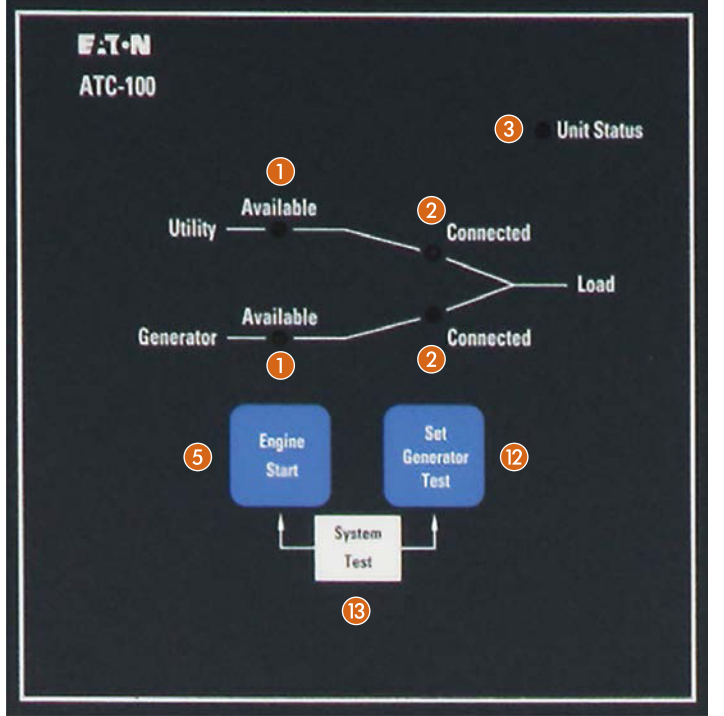 EATON
ATC-100
3 Unit Status
1
Available
2
Utility
Connected
Load
Available
Generator
Connected
1
2
5
Engine
Start
Set
Generator
Test
12
System
Test
13